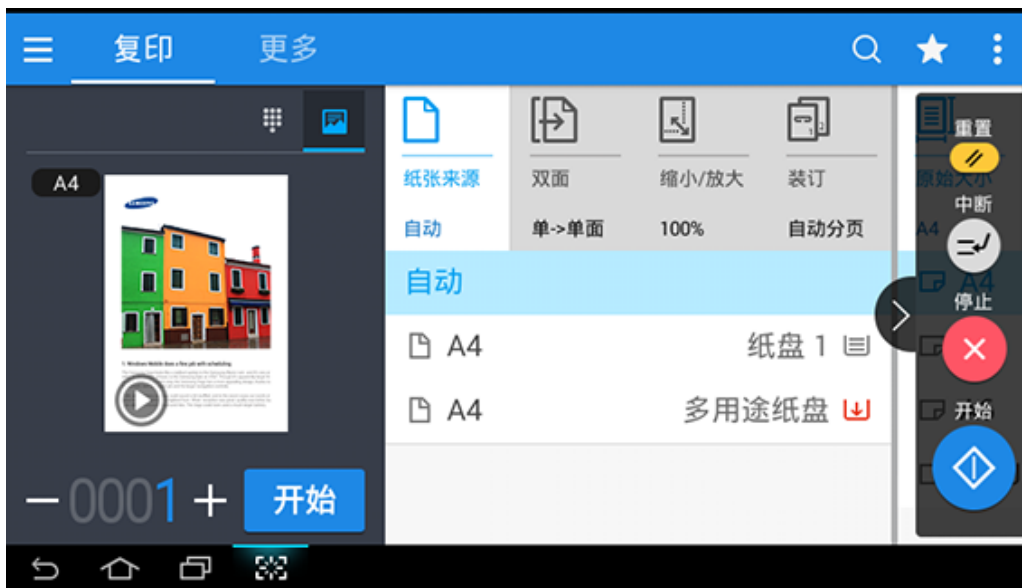 复印
更多
A4
SAMSUNG
纸张来源
双面
缩小/放大
装订
原始大小
自动
单->单面
100%
自动分页
A4
自动
A4
A4
纸盘 1
A4
多用途纸盘
0001
开始
重置
中断
停止
开始